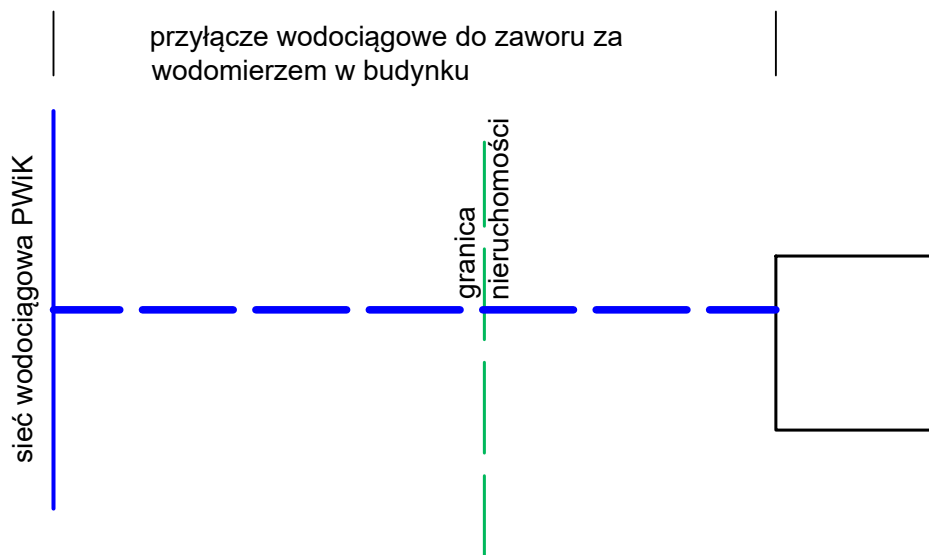 przyłącze wodociągowe do zaworu za
wodomierzem w budynku
sieć wodociągowa PWiK
granica
nieruchomości